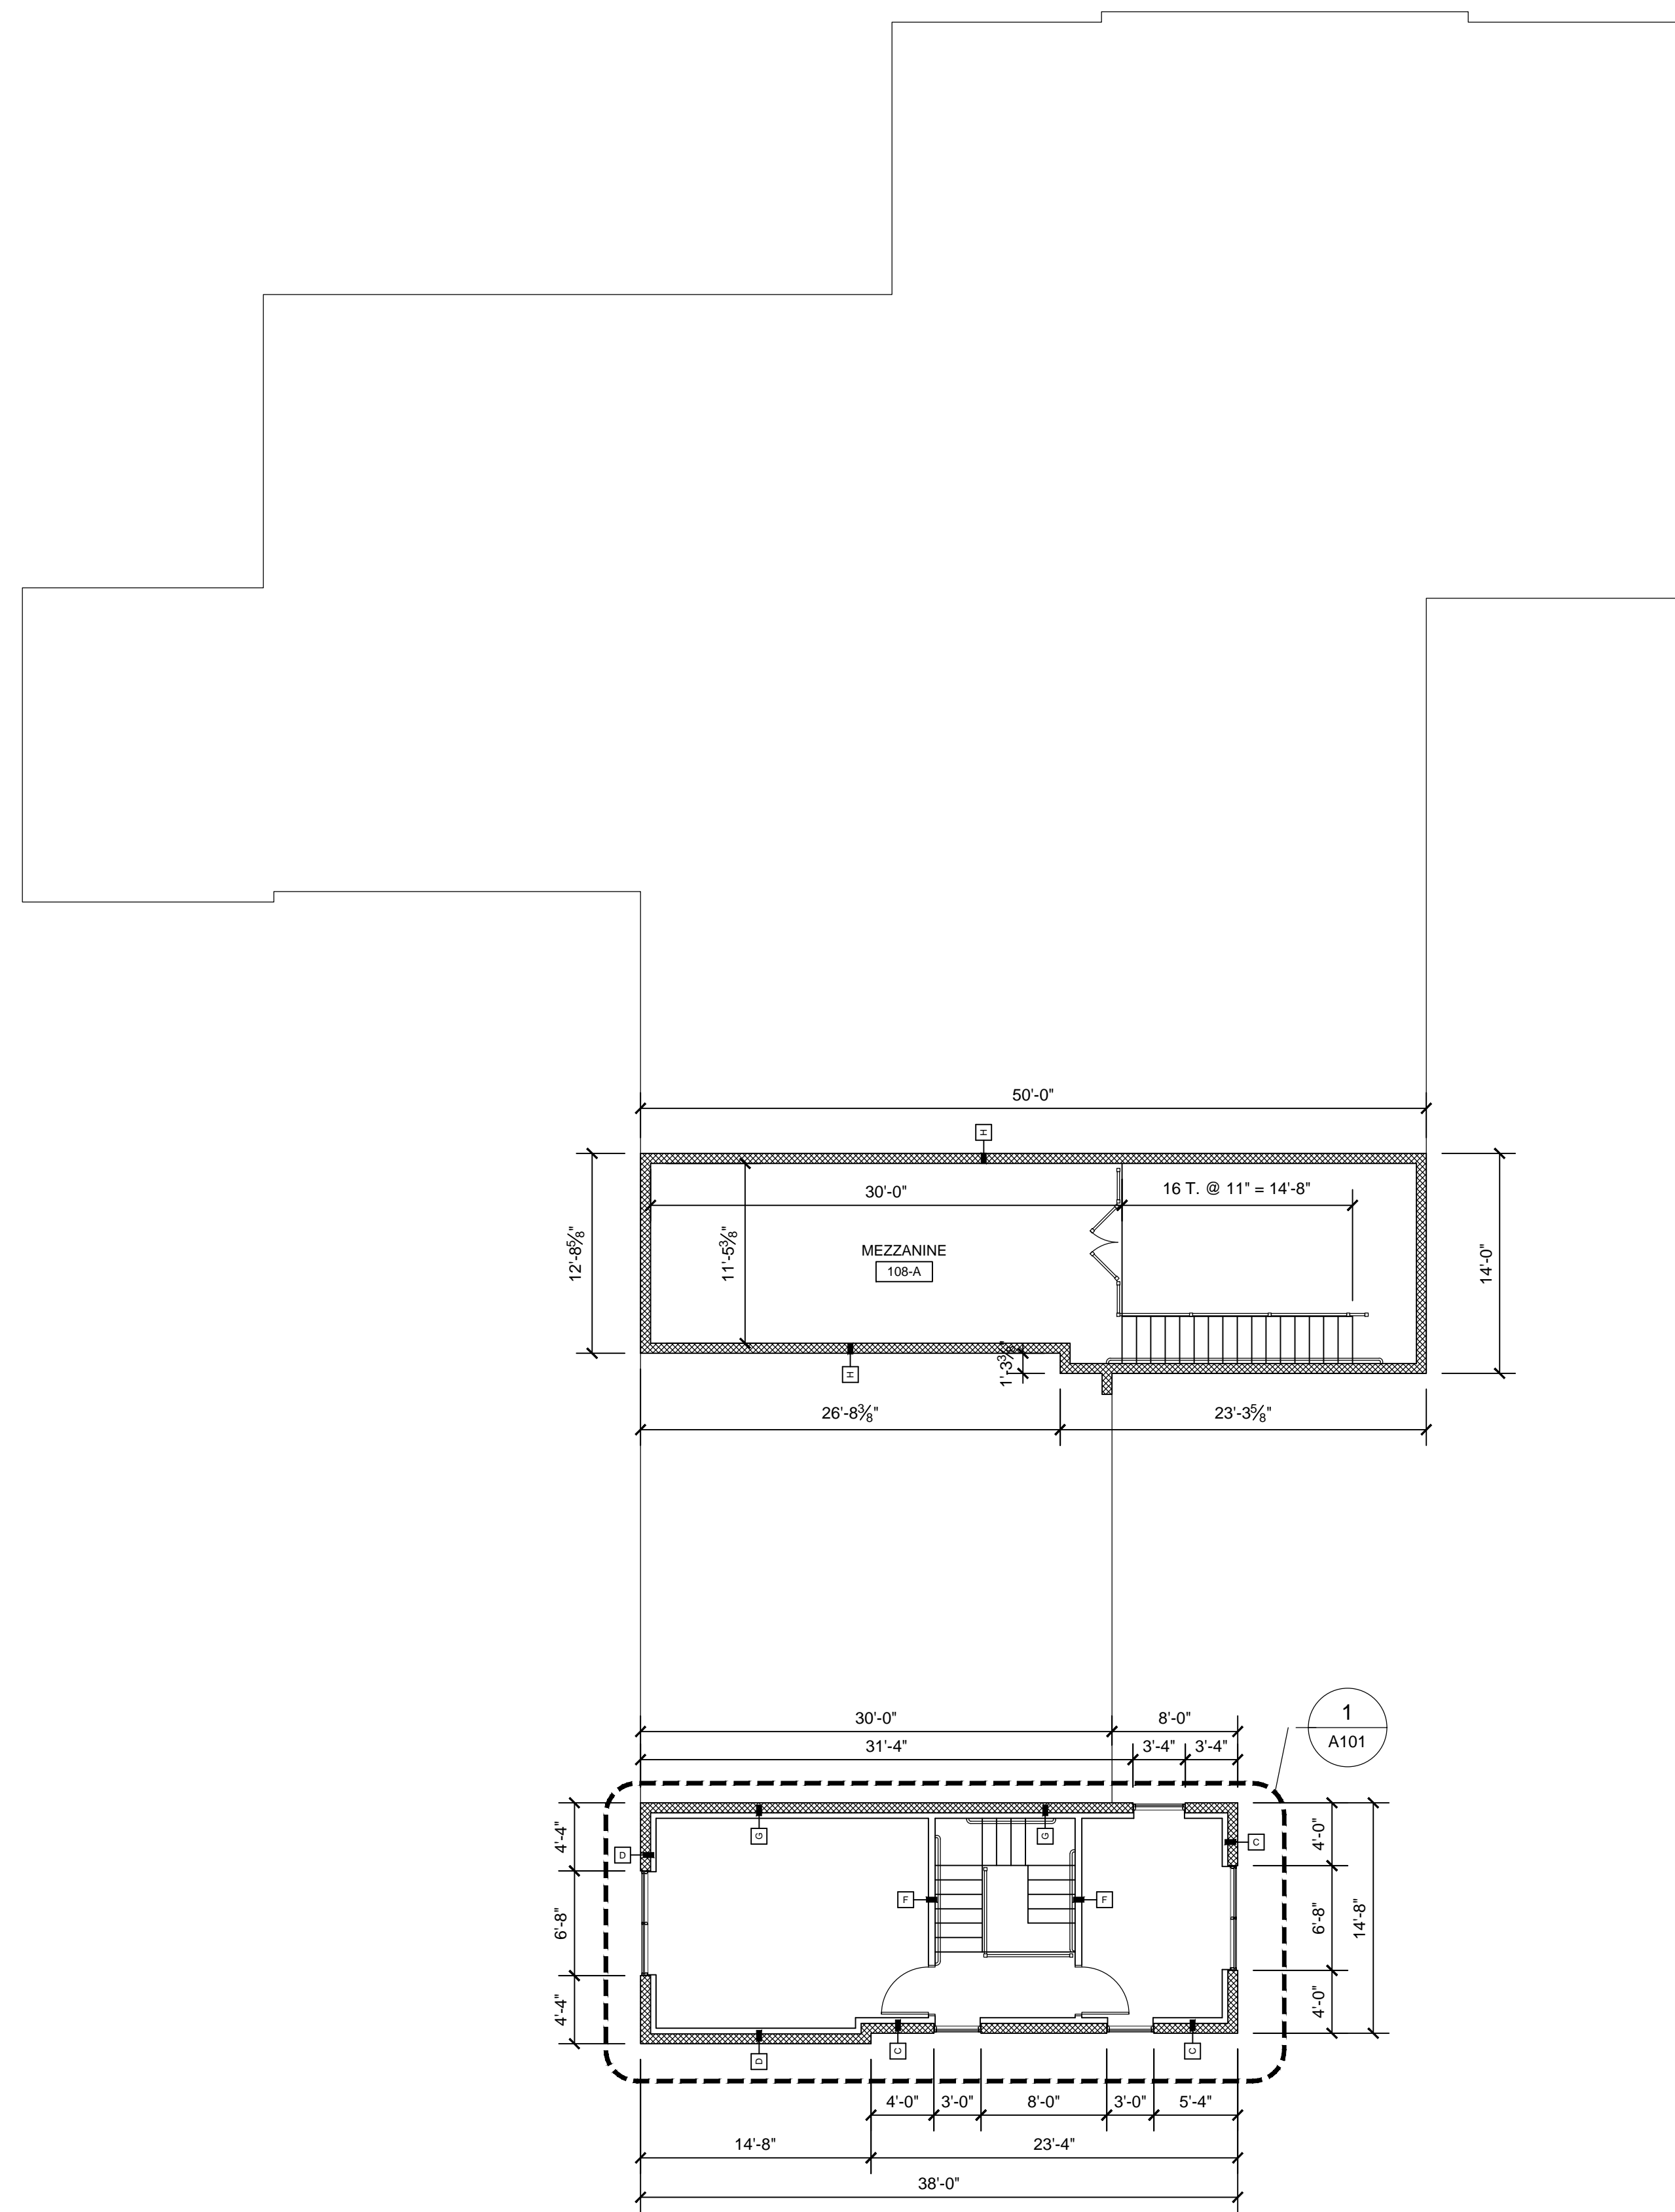 50'-0"
H
30'-0"
16 T. @ 11" = 14'-8"
12'-8⅝"
11'-5⅜"
14'-0"
MEZZANINE
108-A
1'-3⅜"
H
26'-8⅜"
23'-3⅝"
1
A101
30'-0"
8'-0"
31'-4"
3'-4"
3'-4"
4'-4"
G
G
4'-0"
D
C
F
F
6'-8"
6'-8"
14'-8"
4'-4"
4'-0"
D
C
C
4'-0"
3'-0"
8'-0"
3'-0"
5'-4"
14'-8"
23'-4"
38'-0"